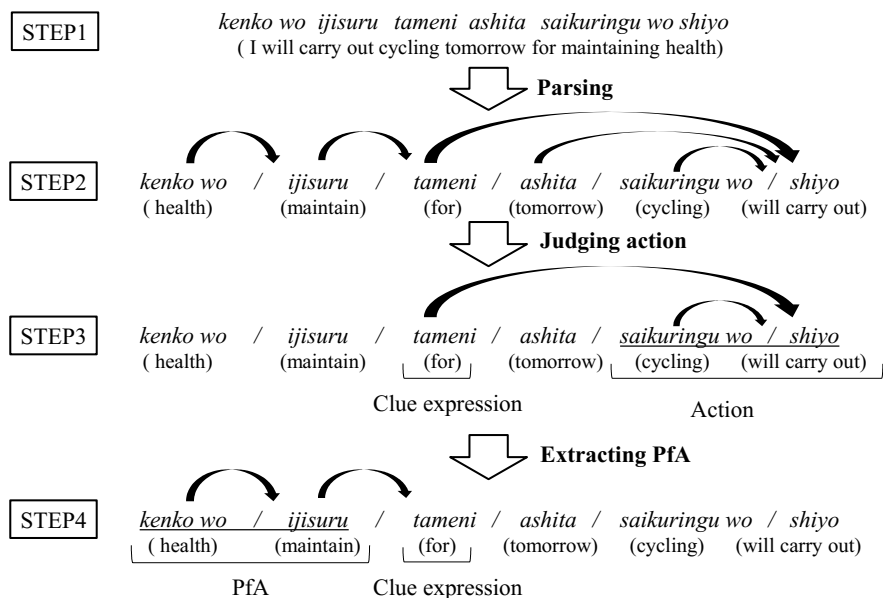 STEP1
kenko wo ijisuru tameni ashita saikuringu wo shiyo
( I will carry out cycling tomorrow for maintaining health)
Parsing
STEP2
kenko wo / ijisuru / tameni / ashita / saikuringu wo / shiyo
( health) (maintain) (for) (tomorrow) (cycling) (will carry out)
Judging action
STEP3
kenko wo / ijisuru / tameni / ashita / saikuringu wo / shiyo
( health) (maintain) (for) (tomorrow) (cycling) (will carry out)
Clue expression Action
Extracting PfA
STEP4
kenko wo / ijisuru / tameni / ashita / saikuringu wo / shiyo
( health) (maintain) (for) (tomorrow) (cycling) (will carry out)
PfA Clue expression